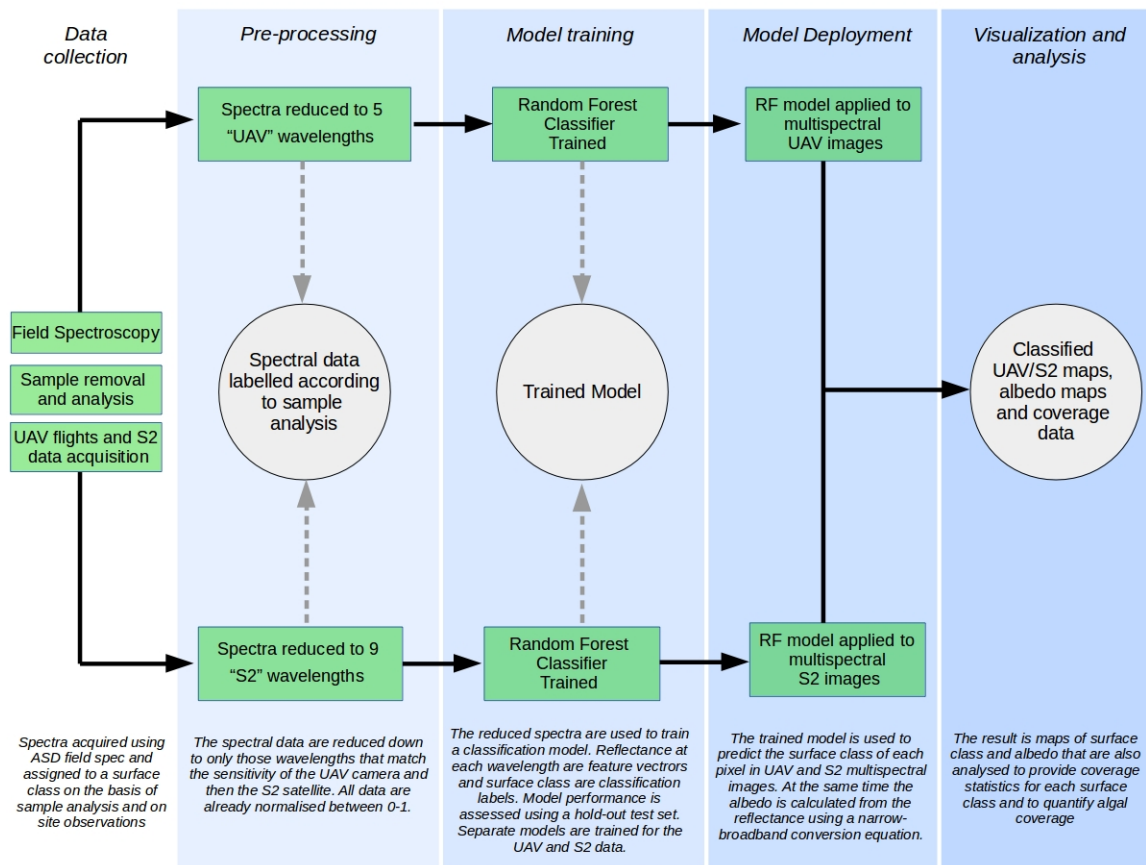 Data
collection
Pre-processing
Model training
Model Deployment
Visualization and
analysis
Spectra reduced to 5
“UAV” wavelengths
Random Forest
Classifier
Trained
RF model applied to
multispectral
UAV images
Field Spectroscopy
Sample removal
and analysis
UAV flights and S2
data acquisition
Spectral data
labelled according
to sample
analysis
Trained Model
Classified
UAV/S2 maps,
albedo maps
and coverage
data
Spectra reduced to 9
“S2” wavelengths
Random Forest
Classifier
Trained
RF model applied to
multispectral
S2 images
Spectra acquired using
ASD field spec and
assigned to a surface
class on the basis of
sample analysis and on
site observations
The spectral data are reduced down
to only those wavelengths that match
the sensitivity of the UAV camera and
then the S2 satellite. All data are
already normalised between 0-1.
The reduced spectra are used to train
a classification model. Reflectance at
each wavelength are feature vectrors
and surface class are classification
labels. Model performance is
assessed using a hold-out test set.
Separate models are trained for the
UAV and S2 data.
The trained model is used to
predict the surface class of each
pixel in UAV and S2 multispectral
images. At the same time the
albedo is calculated from the
reflectance using a narrow-
broadband conversion equation.
The result is maps of surface
class and albedo that are also
analysed to provide coverage
statistics for each surface
class and to quantify algal
coverage